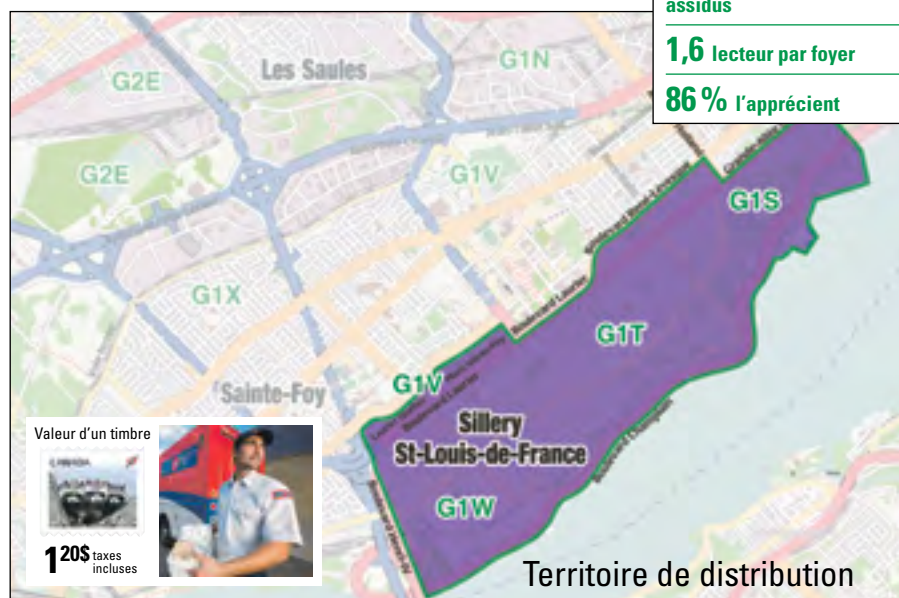 assidus
1,6 lecteur par foyer
86 % l'apprécient
G2E
Les Saules
G1N
G2E
G1V
G1S
G1X
Boulevard Laurier
G1T
G1V
Sainte-Foy
Boulevard Laurier
Sillery
St-Louis-de-France
Boulevard Champlain
G1W
Valeur d'un timbre
CANADA
1 20$ taxes
incluses
Territoire de distribution